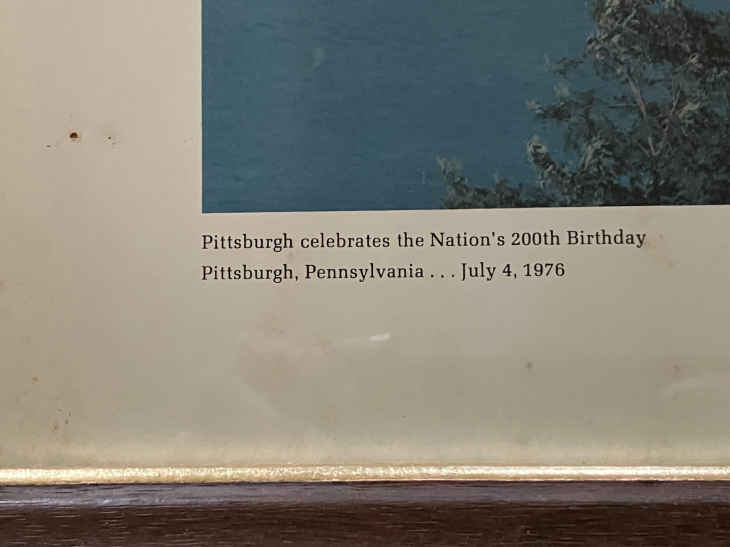 Pittsburgh celebrates the Nation's 200th Birthday
Pittsburgh, Pennsylvania . . . July 4, 1976